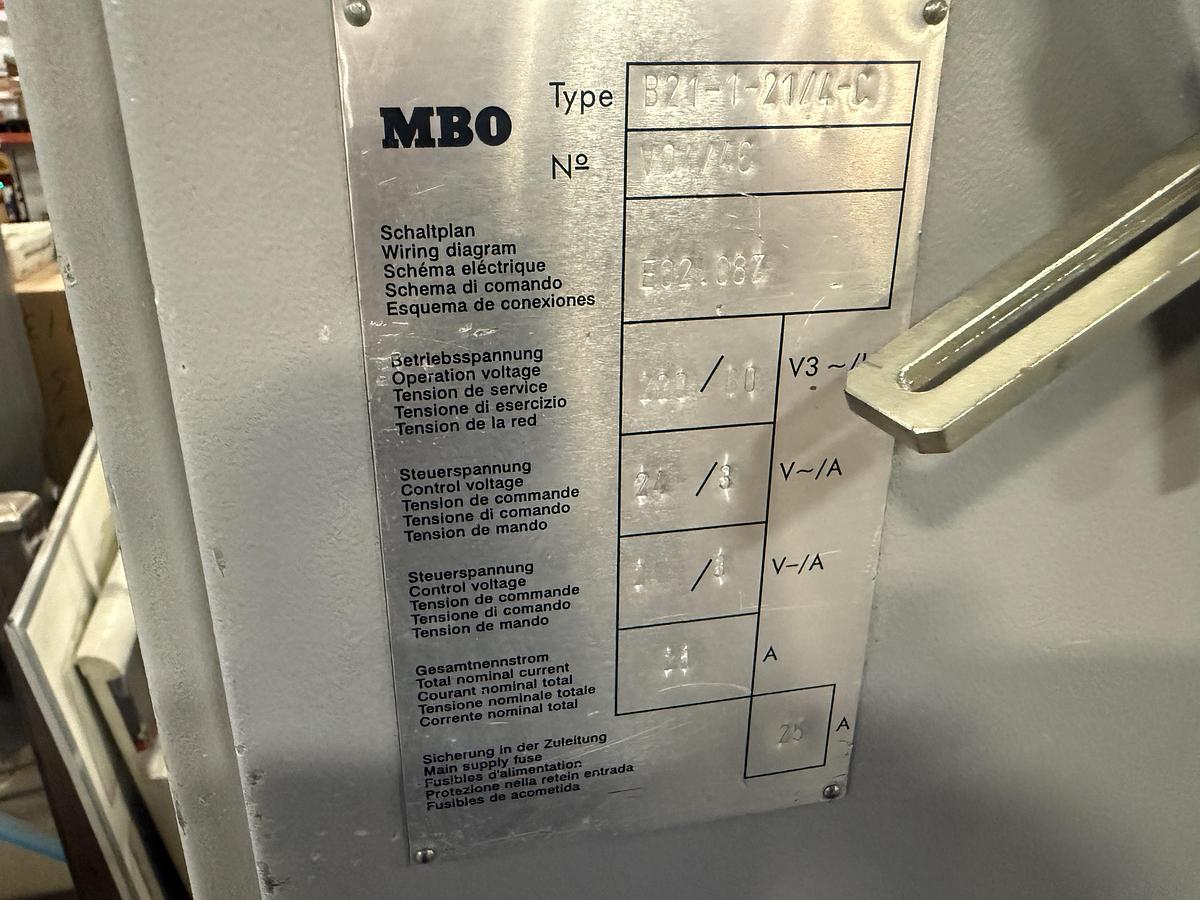 MBO
Type B21-1-21/4-C
Nº
Schaltplan
Wiring diagram
Schéma eléctrique
Schema di comando
Esquema de conexiones
Betriebsspannung
Operation voltage
Tension de service
Tensione di esercizio
Tension de la red
/ V3 ~/
Steuerspannung
Control voltage
Tension de commande
Tensione di comando
Tension de mando
24 /3 V~/A
Steuerspannung
Control voltage
Tension de commande
Tensione di comando
Tension de mando
/ V–/A
Gesamtnennstrom
Total nominal current
Courant nominal total
Tensione nominale totale
Corrente nominal total
A
Sicherung in der Zuleitung
Main supply fuse
Fusibles d'alimentation
Protezione nella retein entrada
Fusibles de acometida
25 A